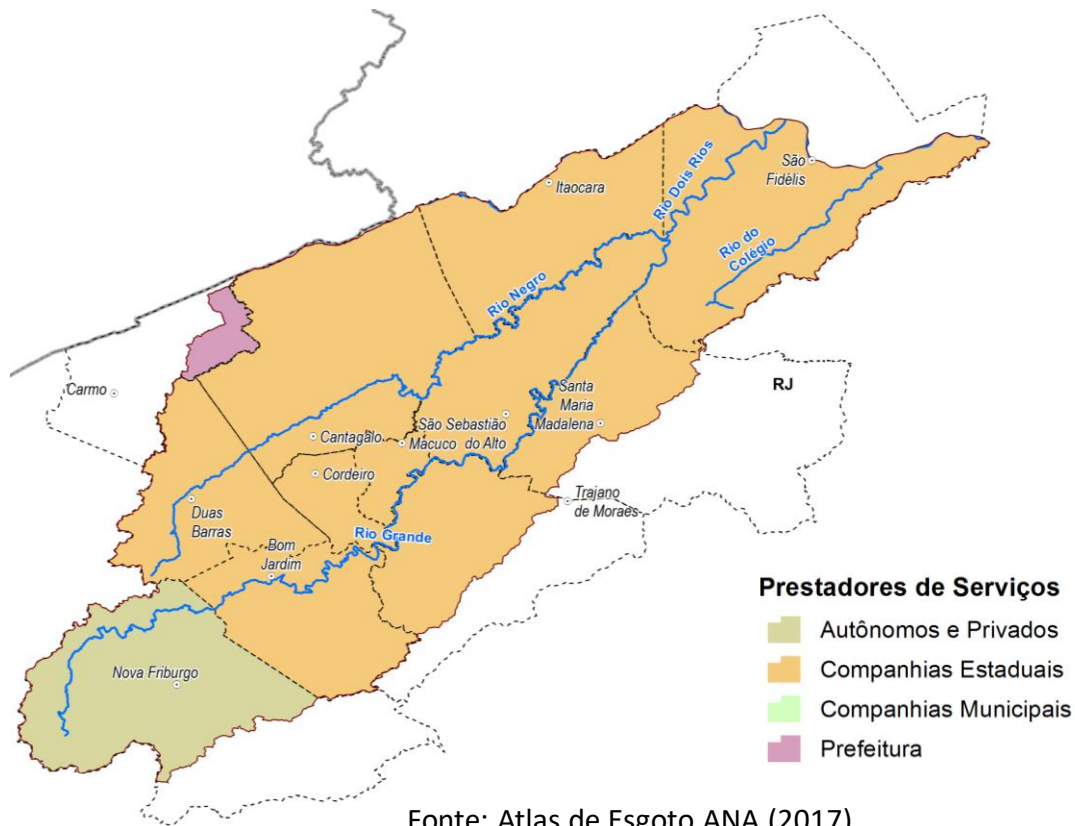 Itaocara
São
Fidélis
Rio Dois Rios
Rio do
Colégio
Rio Negro
Carmo
RJ
Santa
Maria
Madalena
São Sebastião
do Alto
Cantagalo
Macuco
Cordeiro
Duas
Barras
Trajano
de Moraes
Rio Grande
Bom
Jardim
Nova Friburgo
Prestadores de Serviços
Autônomos e Privados
Companhias Estaduais
Companhias Municipais
Prefeitura
Fonte: Atlas de Esgoto ANA (2017)